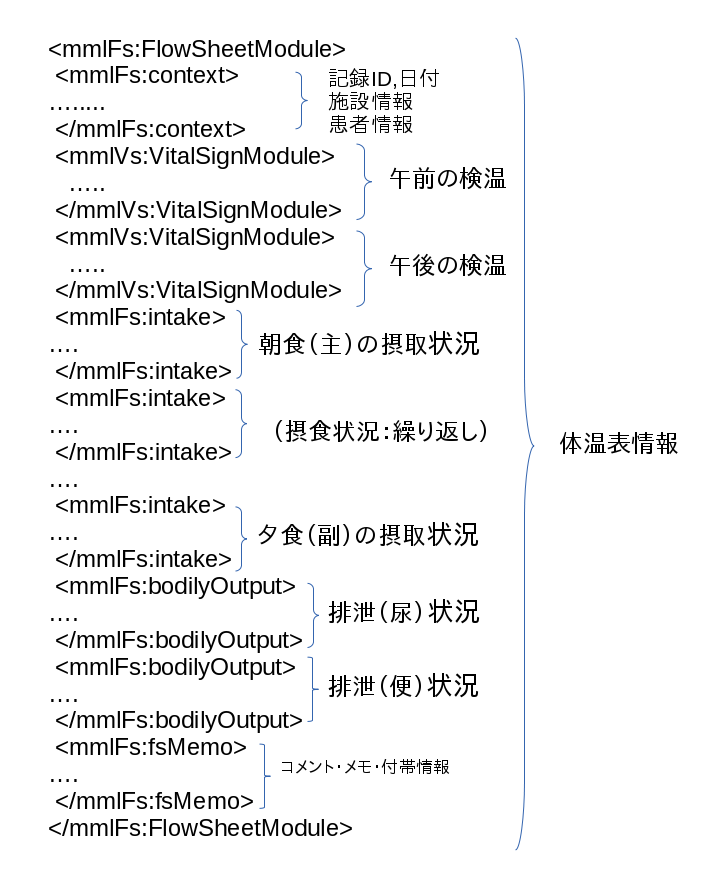 <mmlFs:FlowSheetModule>
<mmlFs:context>
........
</mmlFs:context>
記録ID,日付
施設情報
患者情報
<mmlVs:VitalSignModule>
.....
</mmlVs:VitalSignModule>
午前の検温
<mmlVs:VitalSignModule>
.....
</mmlVs:VitalSignModule>
午後の検温
<mmlFs:intake>
....
</mmlFs:intake>
朝食(主)の摂取状況
<mmlFs:intake>
....
</mmlFs:intake>
(摂食状況:繰り返し)
....
<mmlFs:intake>
....
</mmlFs:intake>
夕食(副)の摂取状況
<mmlFs:bodilyOutput>
....
</mmlFs:bodilyOutput>
排泄(尿)状況
<mmlFs:bodilyOutput>
....
</mmlFs:bodilyOutput>
排泄(便)状況
<mmlFs:fsMemo>
....
</mmlFs:fsMemo>
コメント・メモ・付帯情報
</mmlFs:FlowSheetModule>
体温表情報